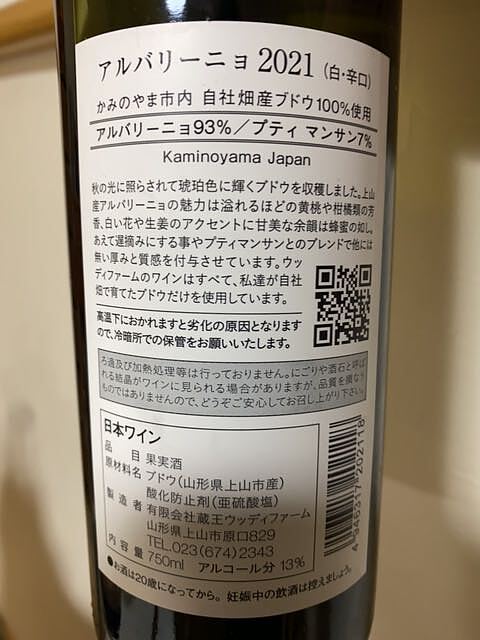 アルバリーニョ 2021 (白・辛口)
かみのやま市内 自社畑産ブドウ100%使用
アルバリーニョ93%／プティ マンサン7%
Kaminoyama Japan
秋の光に照らされて琥珀色に輝くブドウを収穫しました。上山
産アルバリーニョの魅力は溢れるほどの黄桃や柑橘類の芳
香、白い花や生姜のアクセントに甘美な余韻は蜂蜜の如し。
あえて遅摘みにする事やプティマンサンとのブレンドで他には
無い厚みと質感を付与させています。ウッ
ディファームのワインはすべて、私達が自社
畑で育てたブドウだけを使用しています。
高温下におかれますと劣化の原因となります
ので、冷暗所での保管をお願いいたします。
ろ過及び加熱処理等は行っておりません。にごりや酒石と呼ば
れる結晶がワインに見られる場合がありますが、品質を損なう
ものではありませんので、どうぞご安心してお召し上がり下さい。
日本ワイン
品目 果実酒
原材料名 ブドウ(山形県上山市産)
酸化防止剤(亜硫酸塩)
製造者 有限会社蔵王ウッディファーム
山形県上山市原口829
TEL.023(674)2343
内容量 750ml アルコール分 13%
●お酒は20歳になってから。妊娠中の飲酒は控えましょう。
4 945317 202118